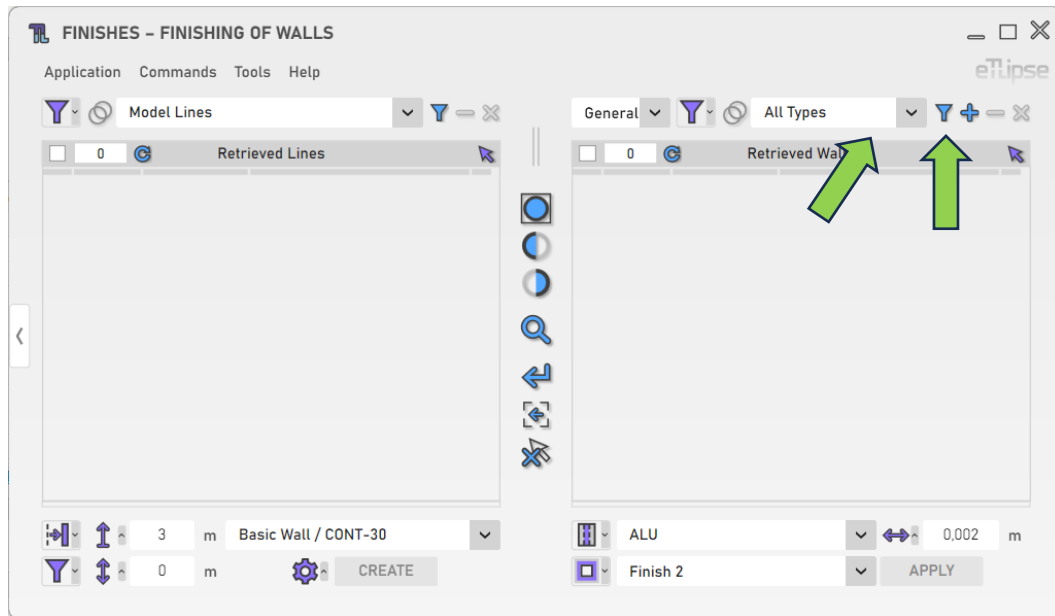 FINISHES – FINISHING OF WALLS
Application Commands Tools Help
eTLipse
Model Lines
General
All Types
0 Retrieved Lines
0 Retrieved
3 m Basic Wall / CONT-30
0 m CREATE
ALU 0,002 m
Finish 2 APPLY